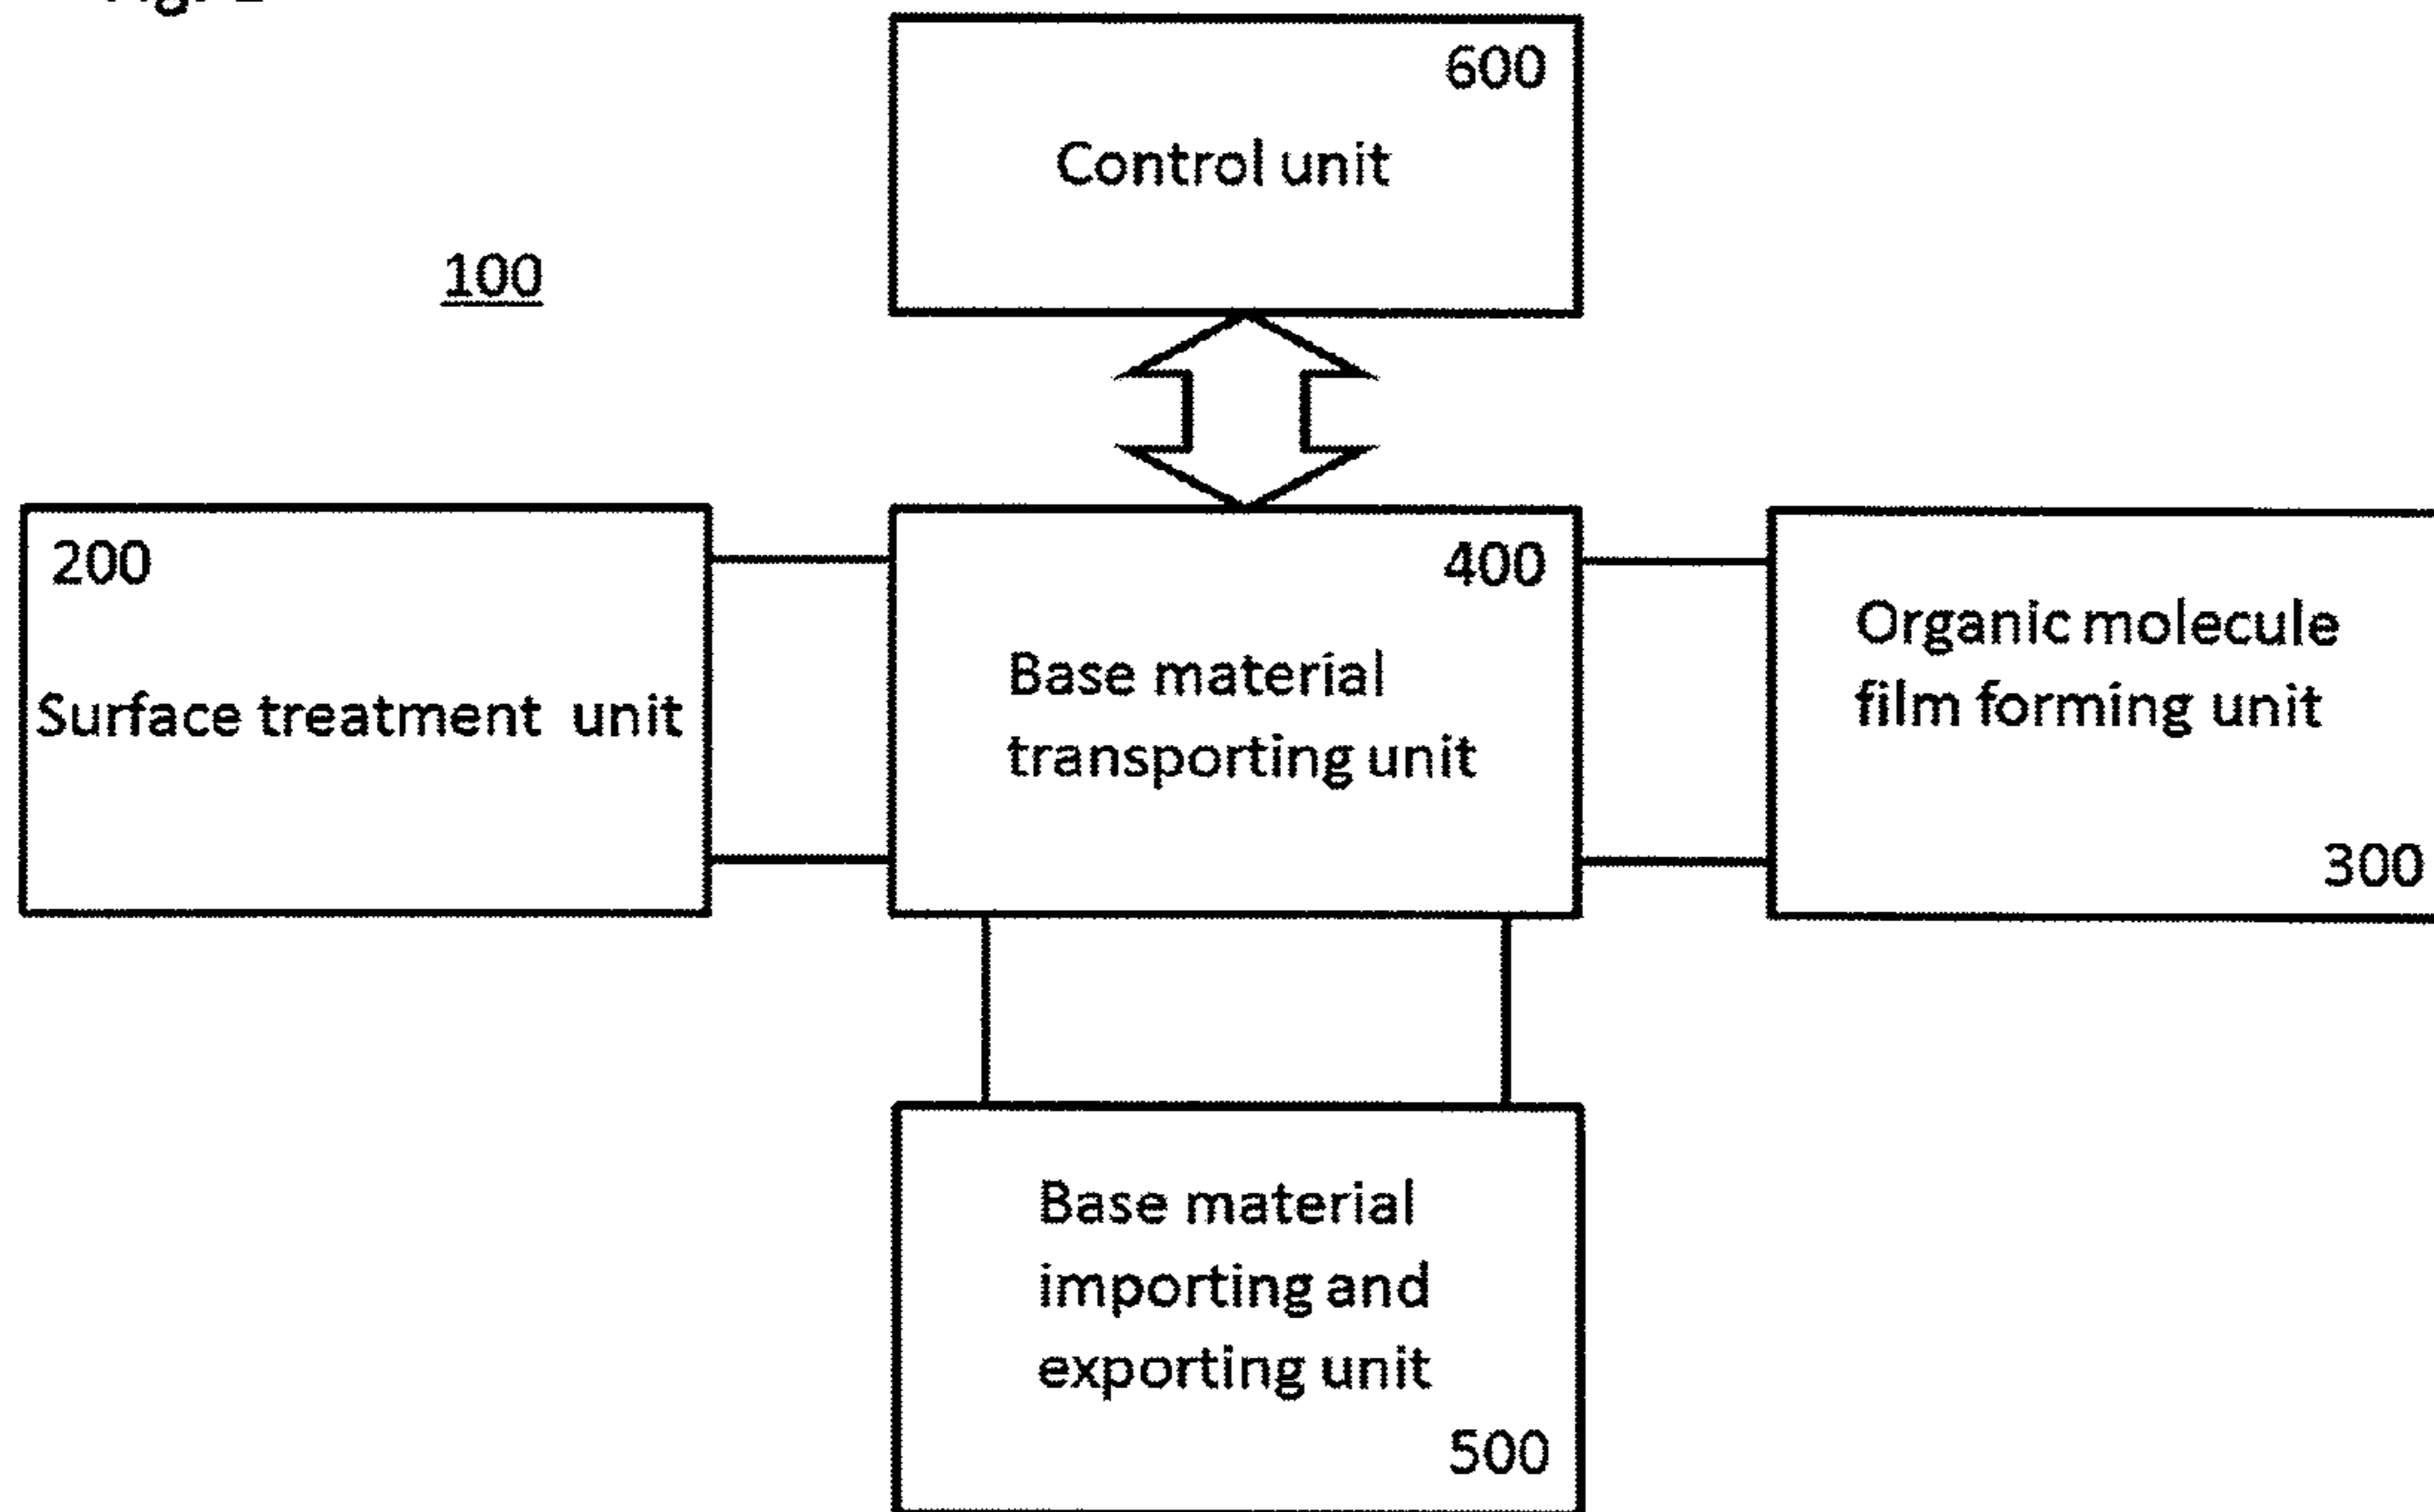 600
Control unit
100
200
Surface treatment unit
400
Base material
transporting unit
Organic molecule
film forming unit
300
Base material
importing and
exporting unit
500